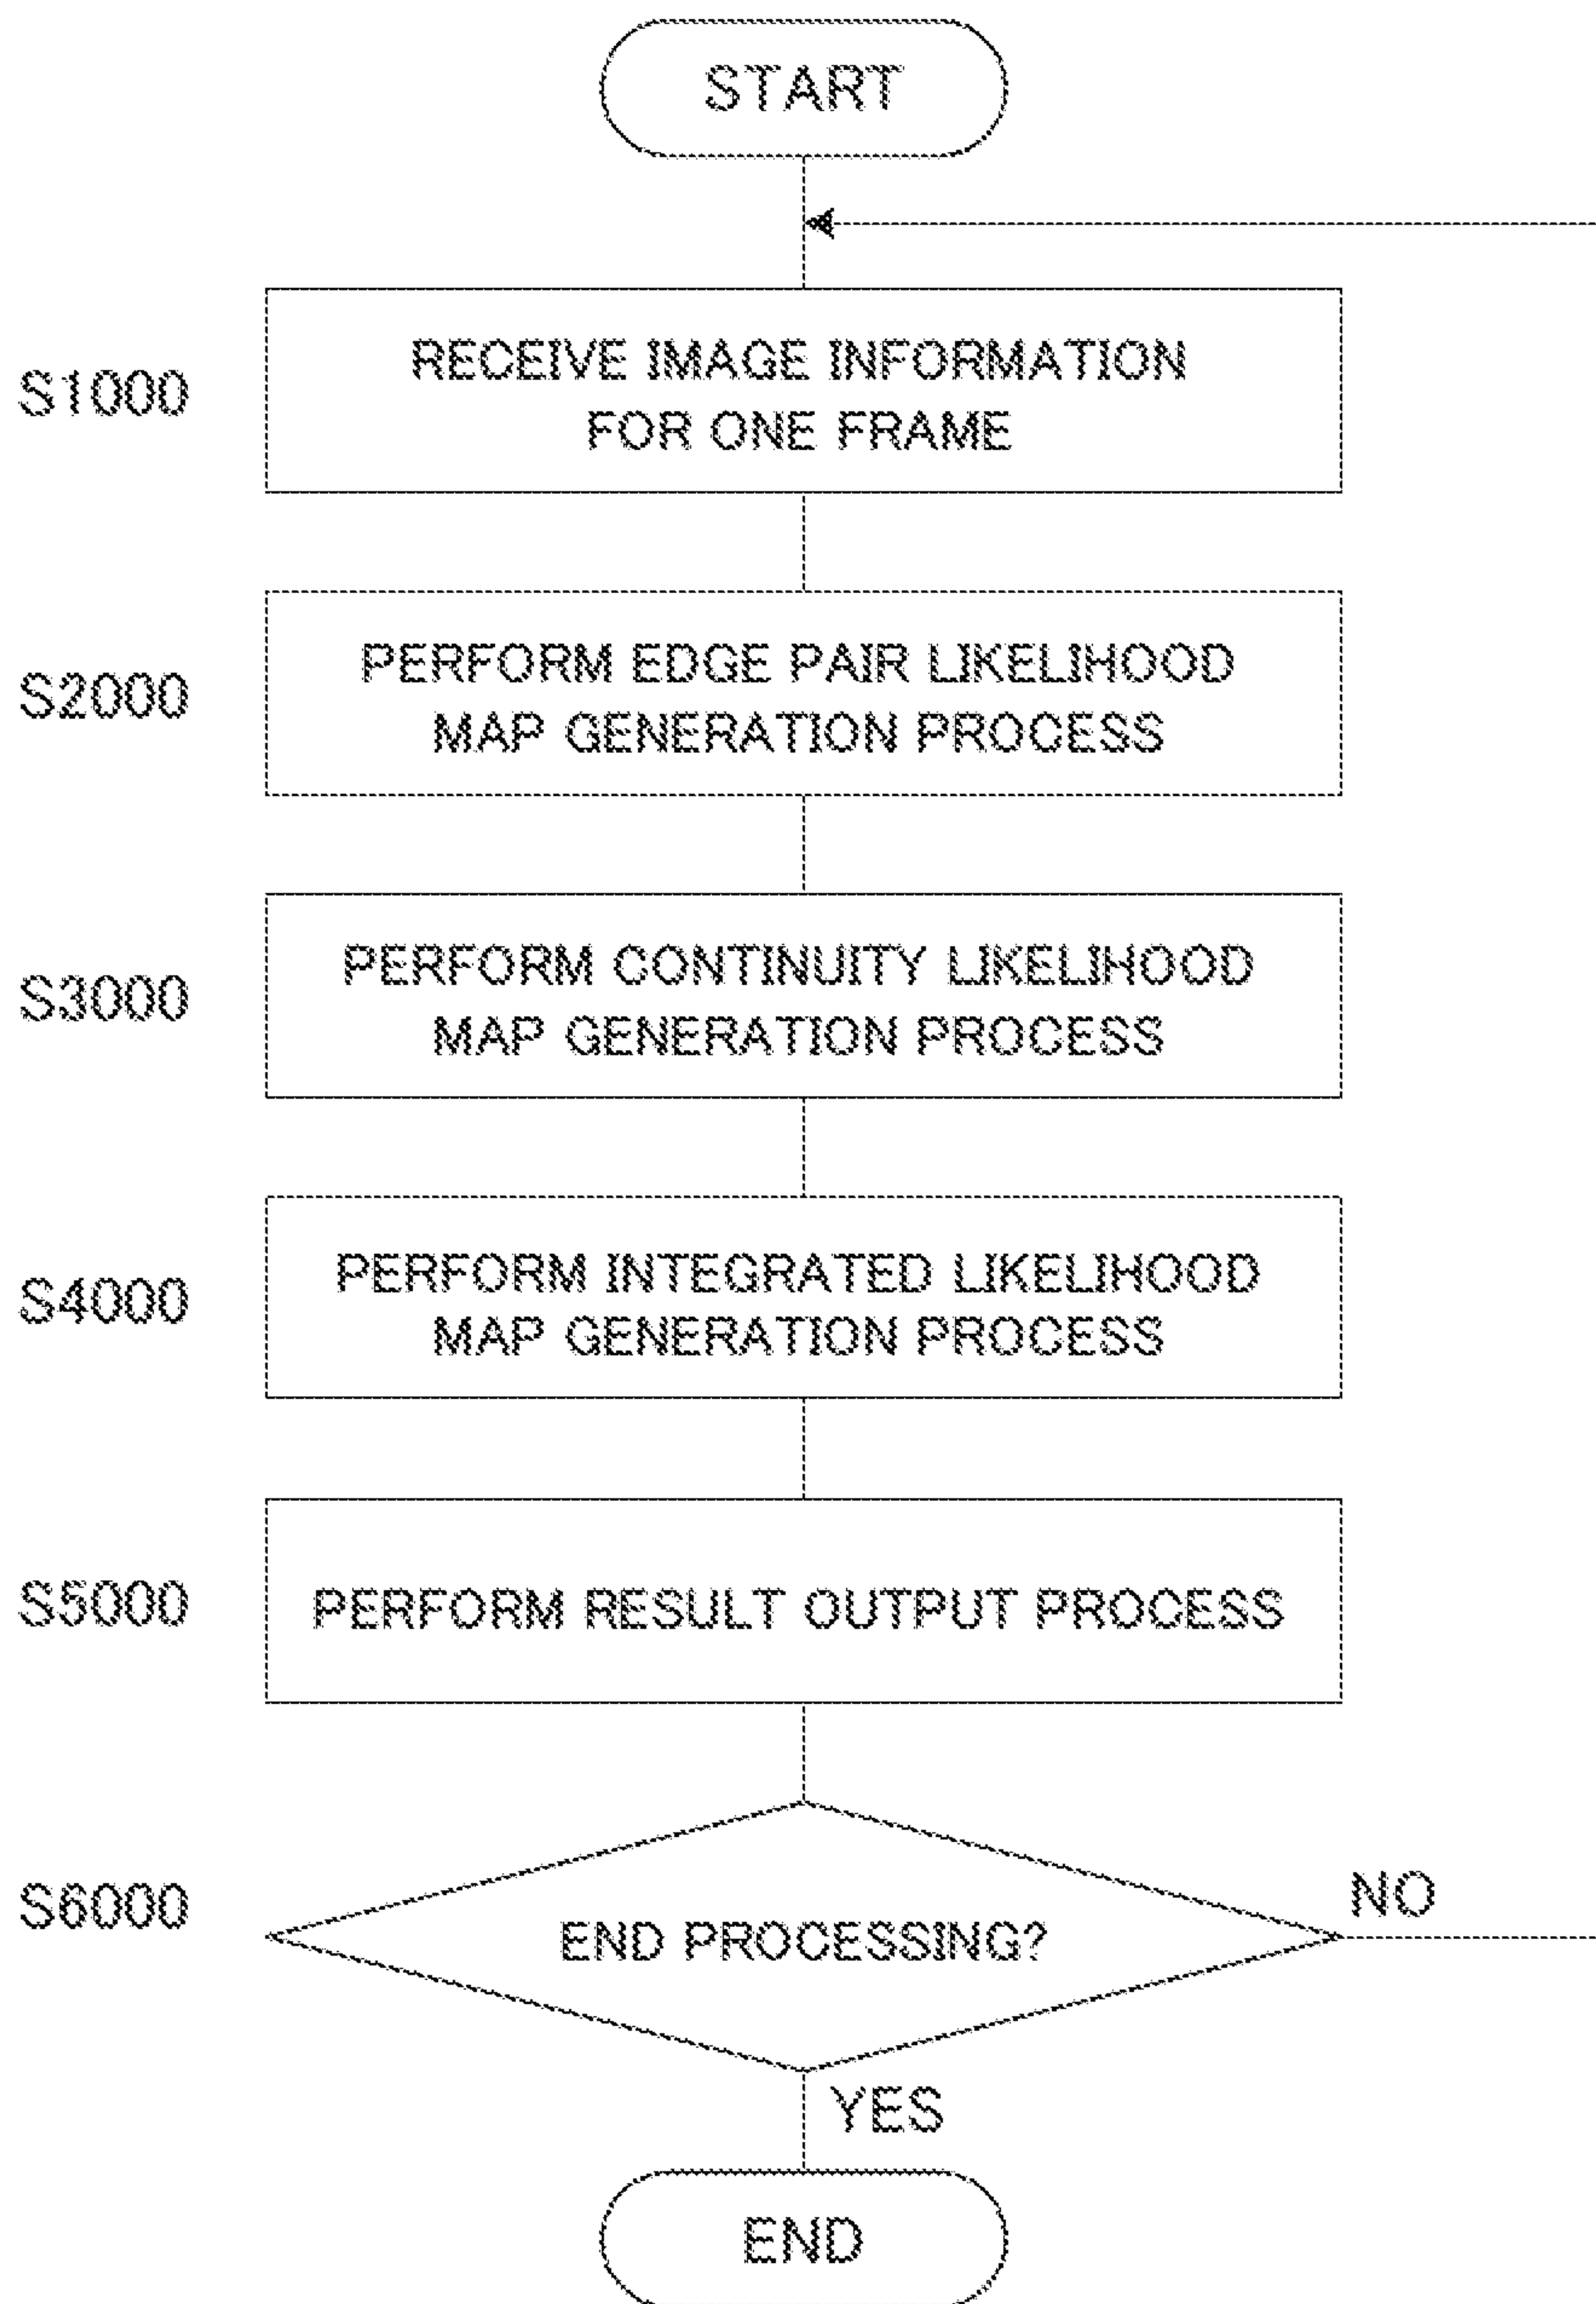 START
S1000
RECEIVE IMAGE INFORMATION
FOR ONE FRAME
S2000
PERFORM EDGE PAIR LIKELIHOOD
MAP GENERATION PROCESS
S3000
PERFORM CONTINUITY LIKELIHOOD
MAP GENERATION PROCESS
S4000
PERFORM INTEGRATED LIKELIHOOD
MAP GENERATION PROCESS
S5000
PERFORM RESULT OUTPUT PROCESS
S6000
END PROCESSING?
NO
YES
END